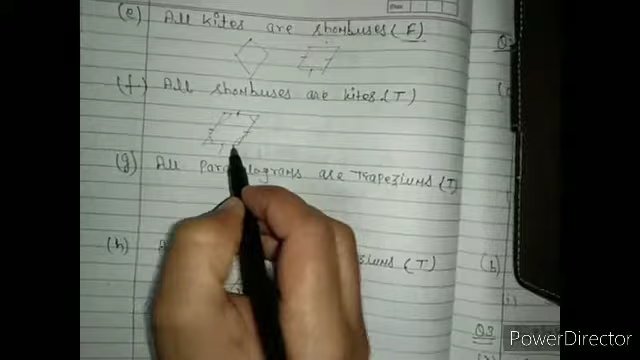 (e) All kites are rhombuses (F)
(f) All rhombuses are kites. (T)
(g) All Parallelograms are Trapeziums (T)
(h) (T)
(b)
Q3
PowerDirector